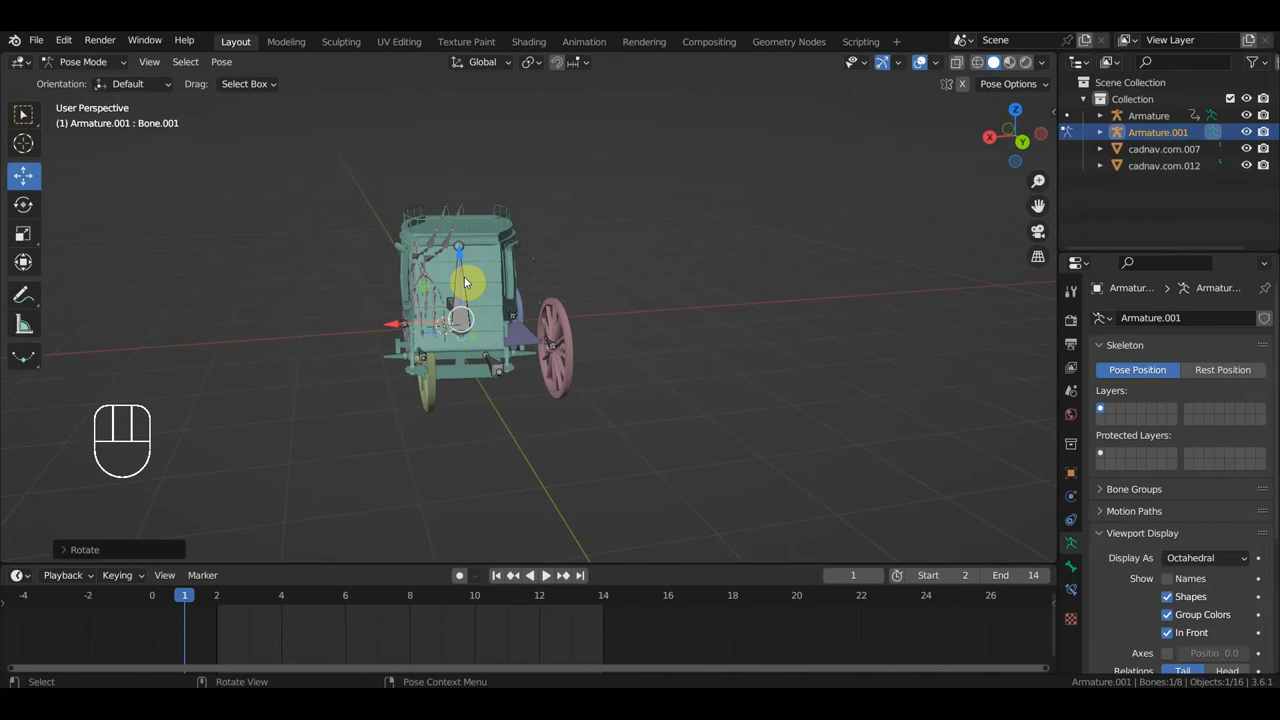 File Edit Render Window Help Layout Modeling Sculpting UV Editing Texture Paint Shading Animation Rendering Compositing Geometry Nodes Scripting + Scene View Layer
Pose Mode View Select Pose Global
Orientation: Default Drag: Select Box X Pose Options
User Perspective
(1) Armature.001 : Bone.001
Z
X
Y
Rotate
Scene Collection
Collection
Armature
Armature.001
cadnav.com.007
cadnav.com.012
Armatur... Armatur...
Armature.001
Skeleton
Pose Position Rest Position
Layers:
Protected Layers:
Bone Groups
Motion Paths
Viewport Display
Display As Octahedral
Show Names
Shapes
Group Colors
In Front
Axes Positio 0.0
Relations Tail Head
Playback Keying View Marker 1 Start 2 End 14
-4 -2 0 1 2 4 6 8 10 12 14 16 18 20 22 24 26
Select Rotate View Pose Context Menu Armature.001 | Bones:1/8 | Objects:1/16 | 3.6.1